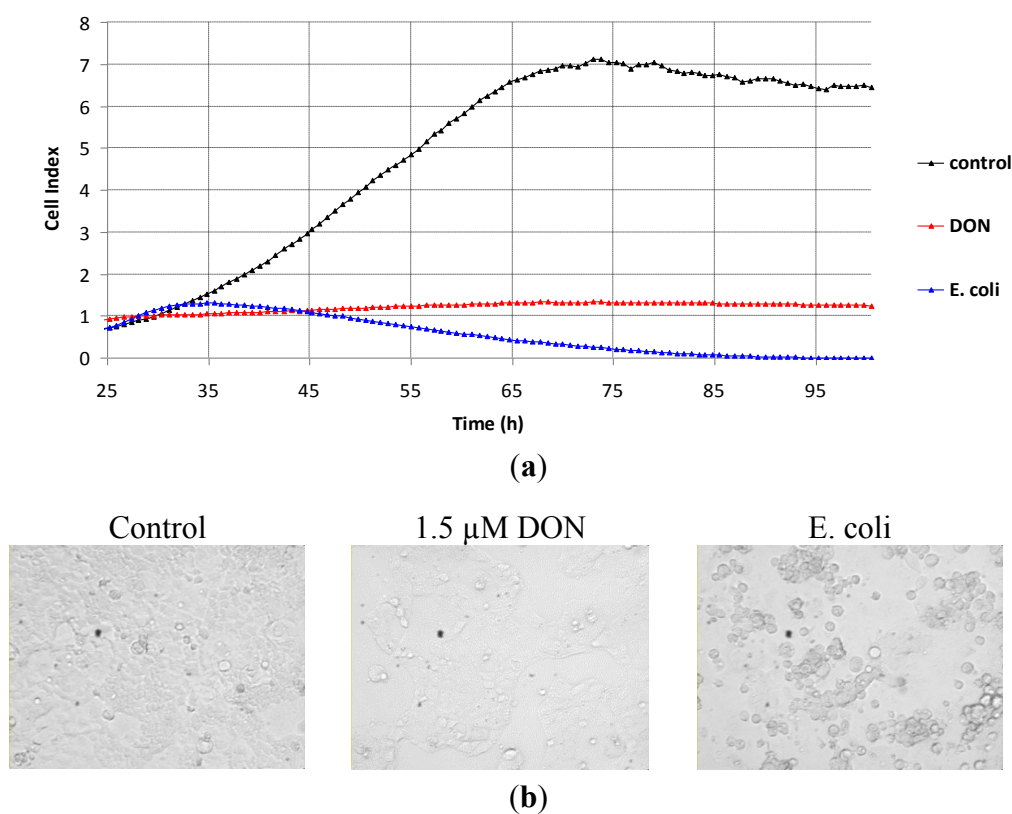 8
7
6
5
4
3
2
1
0
Cell Index
25 35 45 55 65 75 85 95
Time (h)
control
DON
E. coli
(a)
Control 1.5 μM DON E. coli
(b)